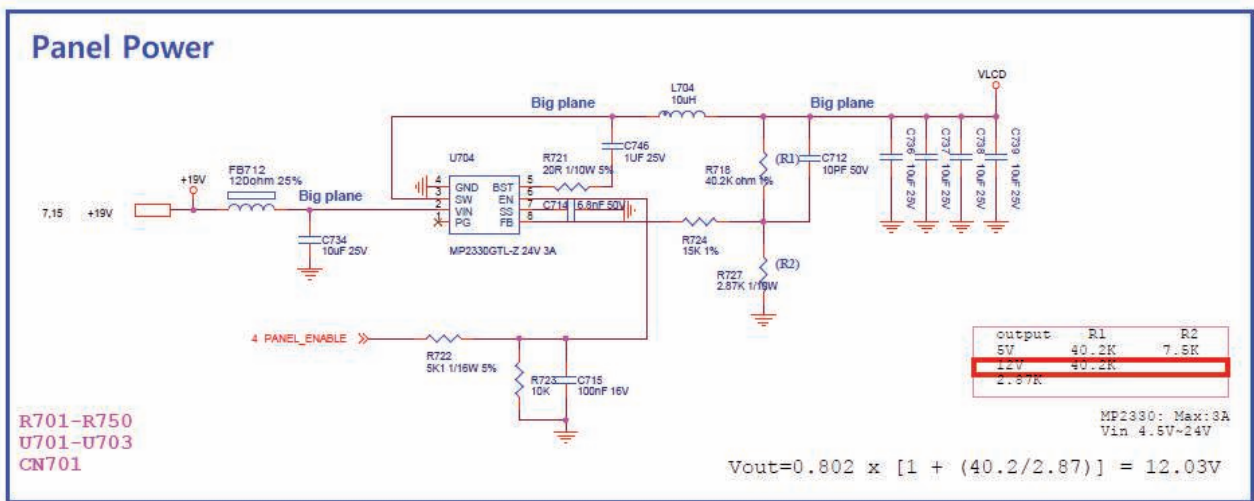 Panel Power
VLCD
L704
10uH
Big plane
Big plane
C746
1UF 25V
U704
R721
20R 1/10W 5%
R718
40.2K ohm 1%
(R1)
C712
10PF 50V
C736 10uF 25V
C737 10uF 25V
C738 10uF 25V
C739 10uF 25V
FB712
120ohm 25%
+19V
Big plane
7,15 +19V
4 GND BST 5
3 SW EN 6
2 VIN SS 7
1 PG FB 8
C714 6.8nF 50V
MP2330GTL-Z 24V 3A
C734
10uF 25V
R724
15K 1%
R727
2.87K 1/16W
(R2)
4 PANEL_ENABLE
R722
5K1 1/16W 5%
R723
10K
C715
100nF 16V
output R1 R2
5V 40.2K 7.5K
12V 40.2K
2.87K
MP2330: Max:3A
Vin 4.5V~24V
R701-R750
U701-U703
CN701
Vout=0.802 x [1 + (40.2/2.87)] = 12.03V